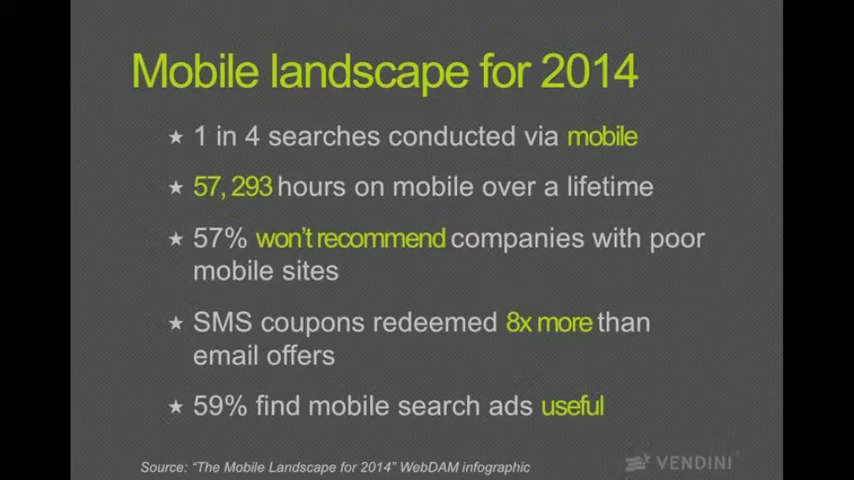 Mobile landscape for 2014
★ 1 in 4 searches conducted via mobile
★ 57, 293 hours on mobile over a lifetime
★ 57% won't recommend companies with poor
mobile sites
★ SMS coupons redeemed 8x more than
email offers
★ 59% find mobile search ads useful
Source: “The Mobile Landscape for 2014” WebDAM infographic
VENDINI